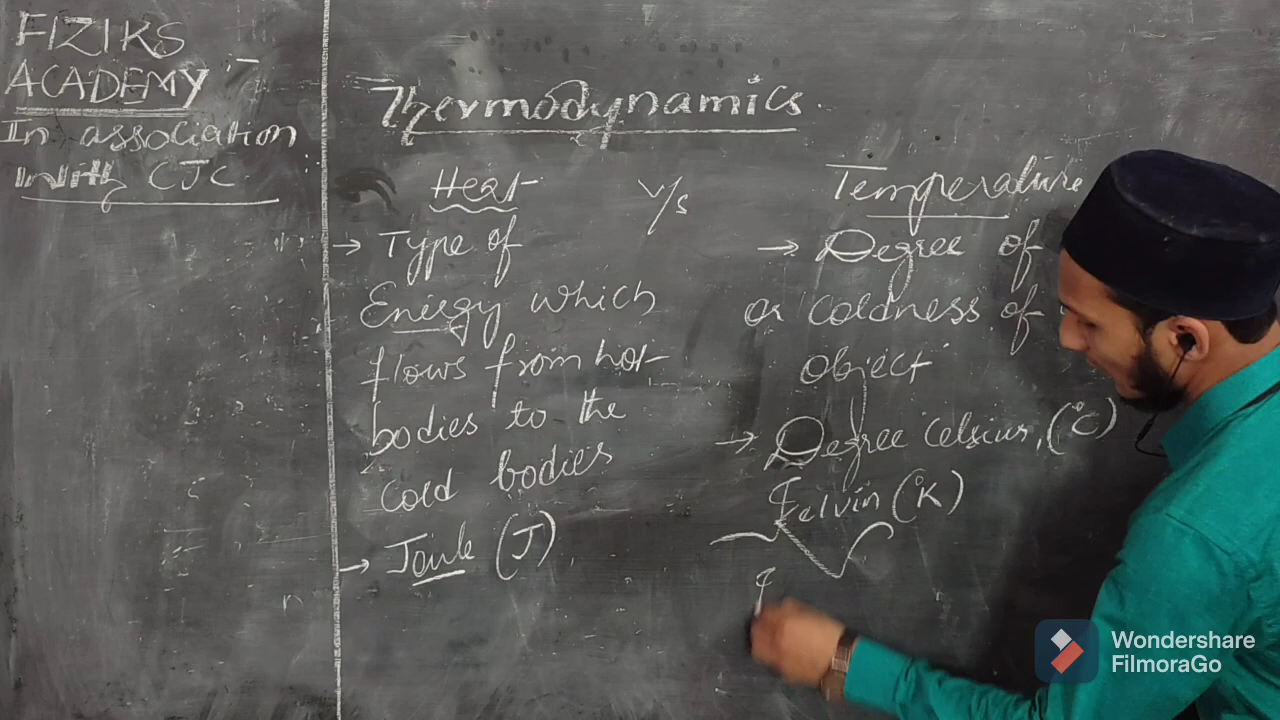 FIZIKS
ACADEMY :-
In association
with CJC
Thermodynamics.
Heat v/s Temperature
→ Type of
Energy which
flows from hot
bodies to the
cold bodies
→ Joule (J).
→ Degree of
or coldness of
object
→ Degree Celsius, (°C)
Kelvin (°K)
Wondershare
FilmoraGo